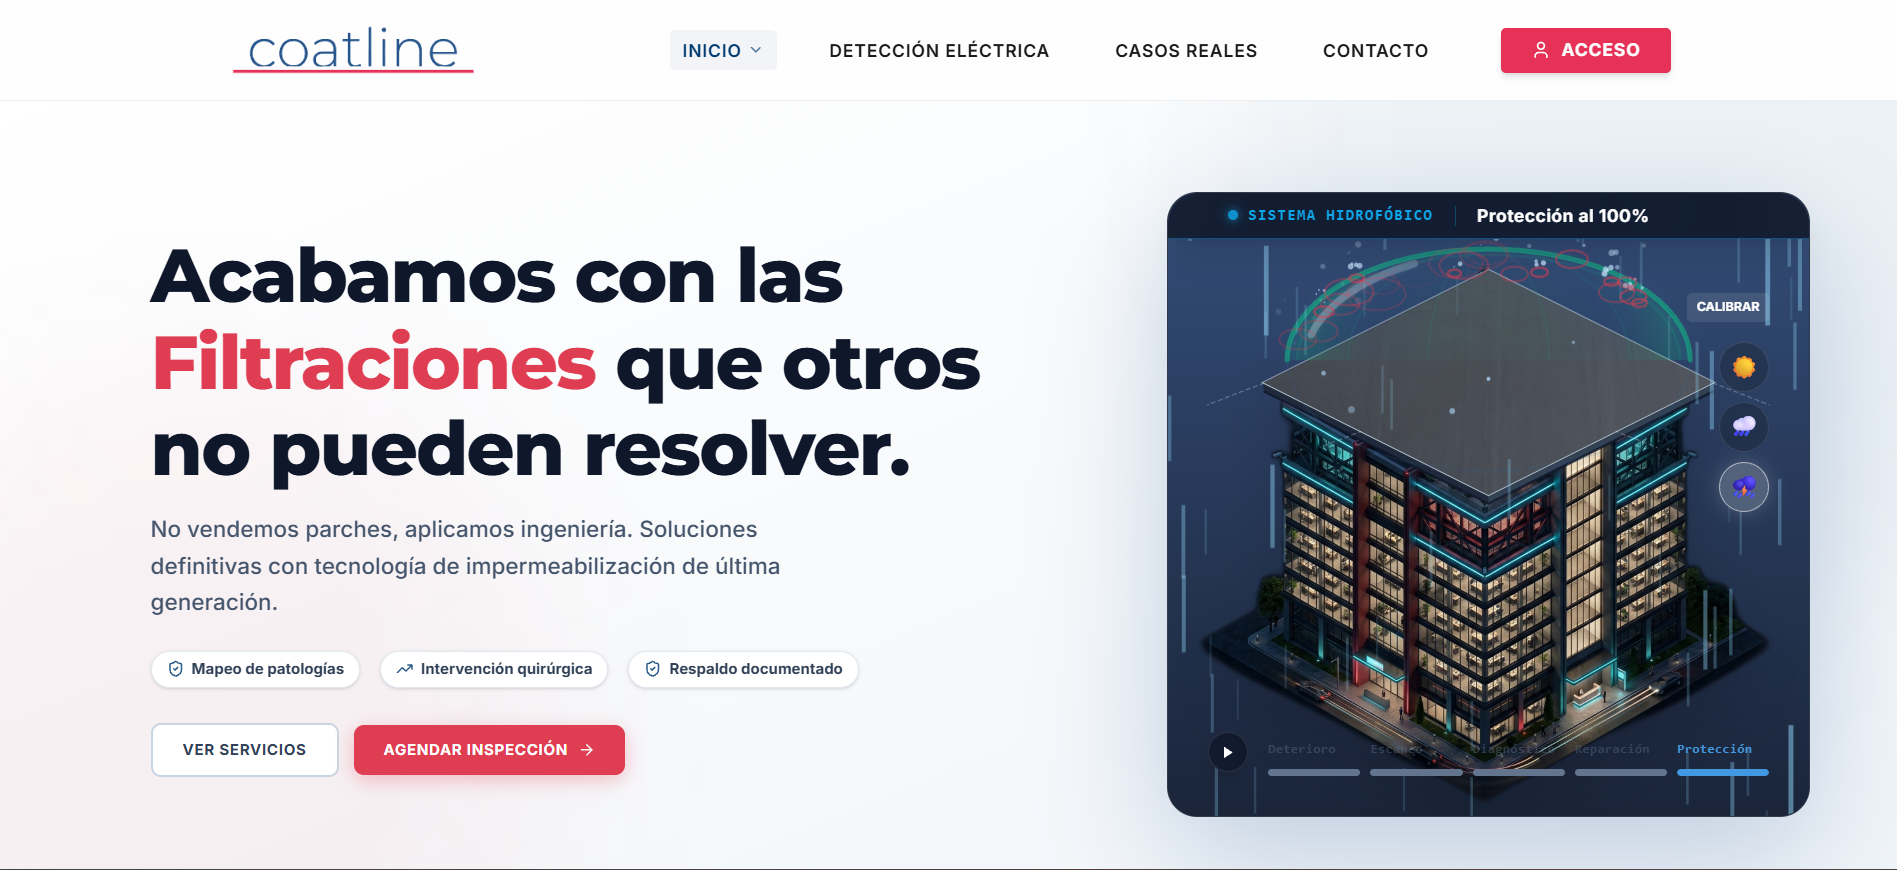 coatline
INICIO
DETECCIÓN ELÉCTRICA
CASOS REALES
CONTACTO
ACCESO
Acabamos con las
Filtraciones que otros
no pueden resolver.
No vendemos parches, aplicamos ingeniería. Soluciones
definitivas con tecnología de impermeabilización de última
generación.
Mapeo de patologías
Intervención quirúrgica
Respaldo documentado
VER SERVICIOS
AGENDAR INSPECCIÓN
SISTEMA HIDROFÓBICO
Protección al 100%
CALIBRAR
Deterioro
Escaneo
Diagnóstico
Reparación
Protección